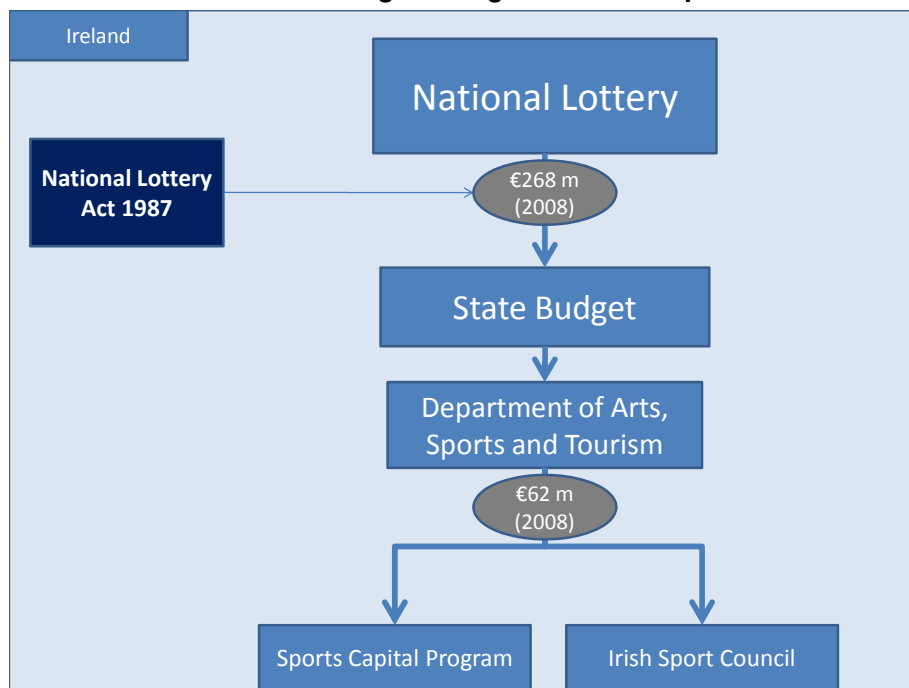 Ireland
National Lottery
National Lottery
Act 1987
€268 m
(2008)
State Budget
Department of Arts,
Sports and Tourism
€62 m
(2008)
Sports Capital Program
Irish Sport Council